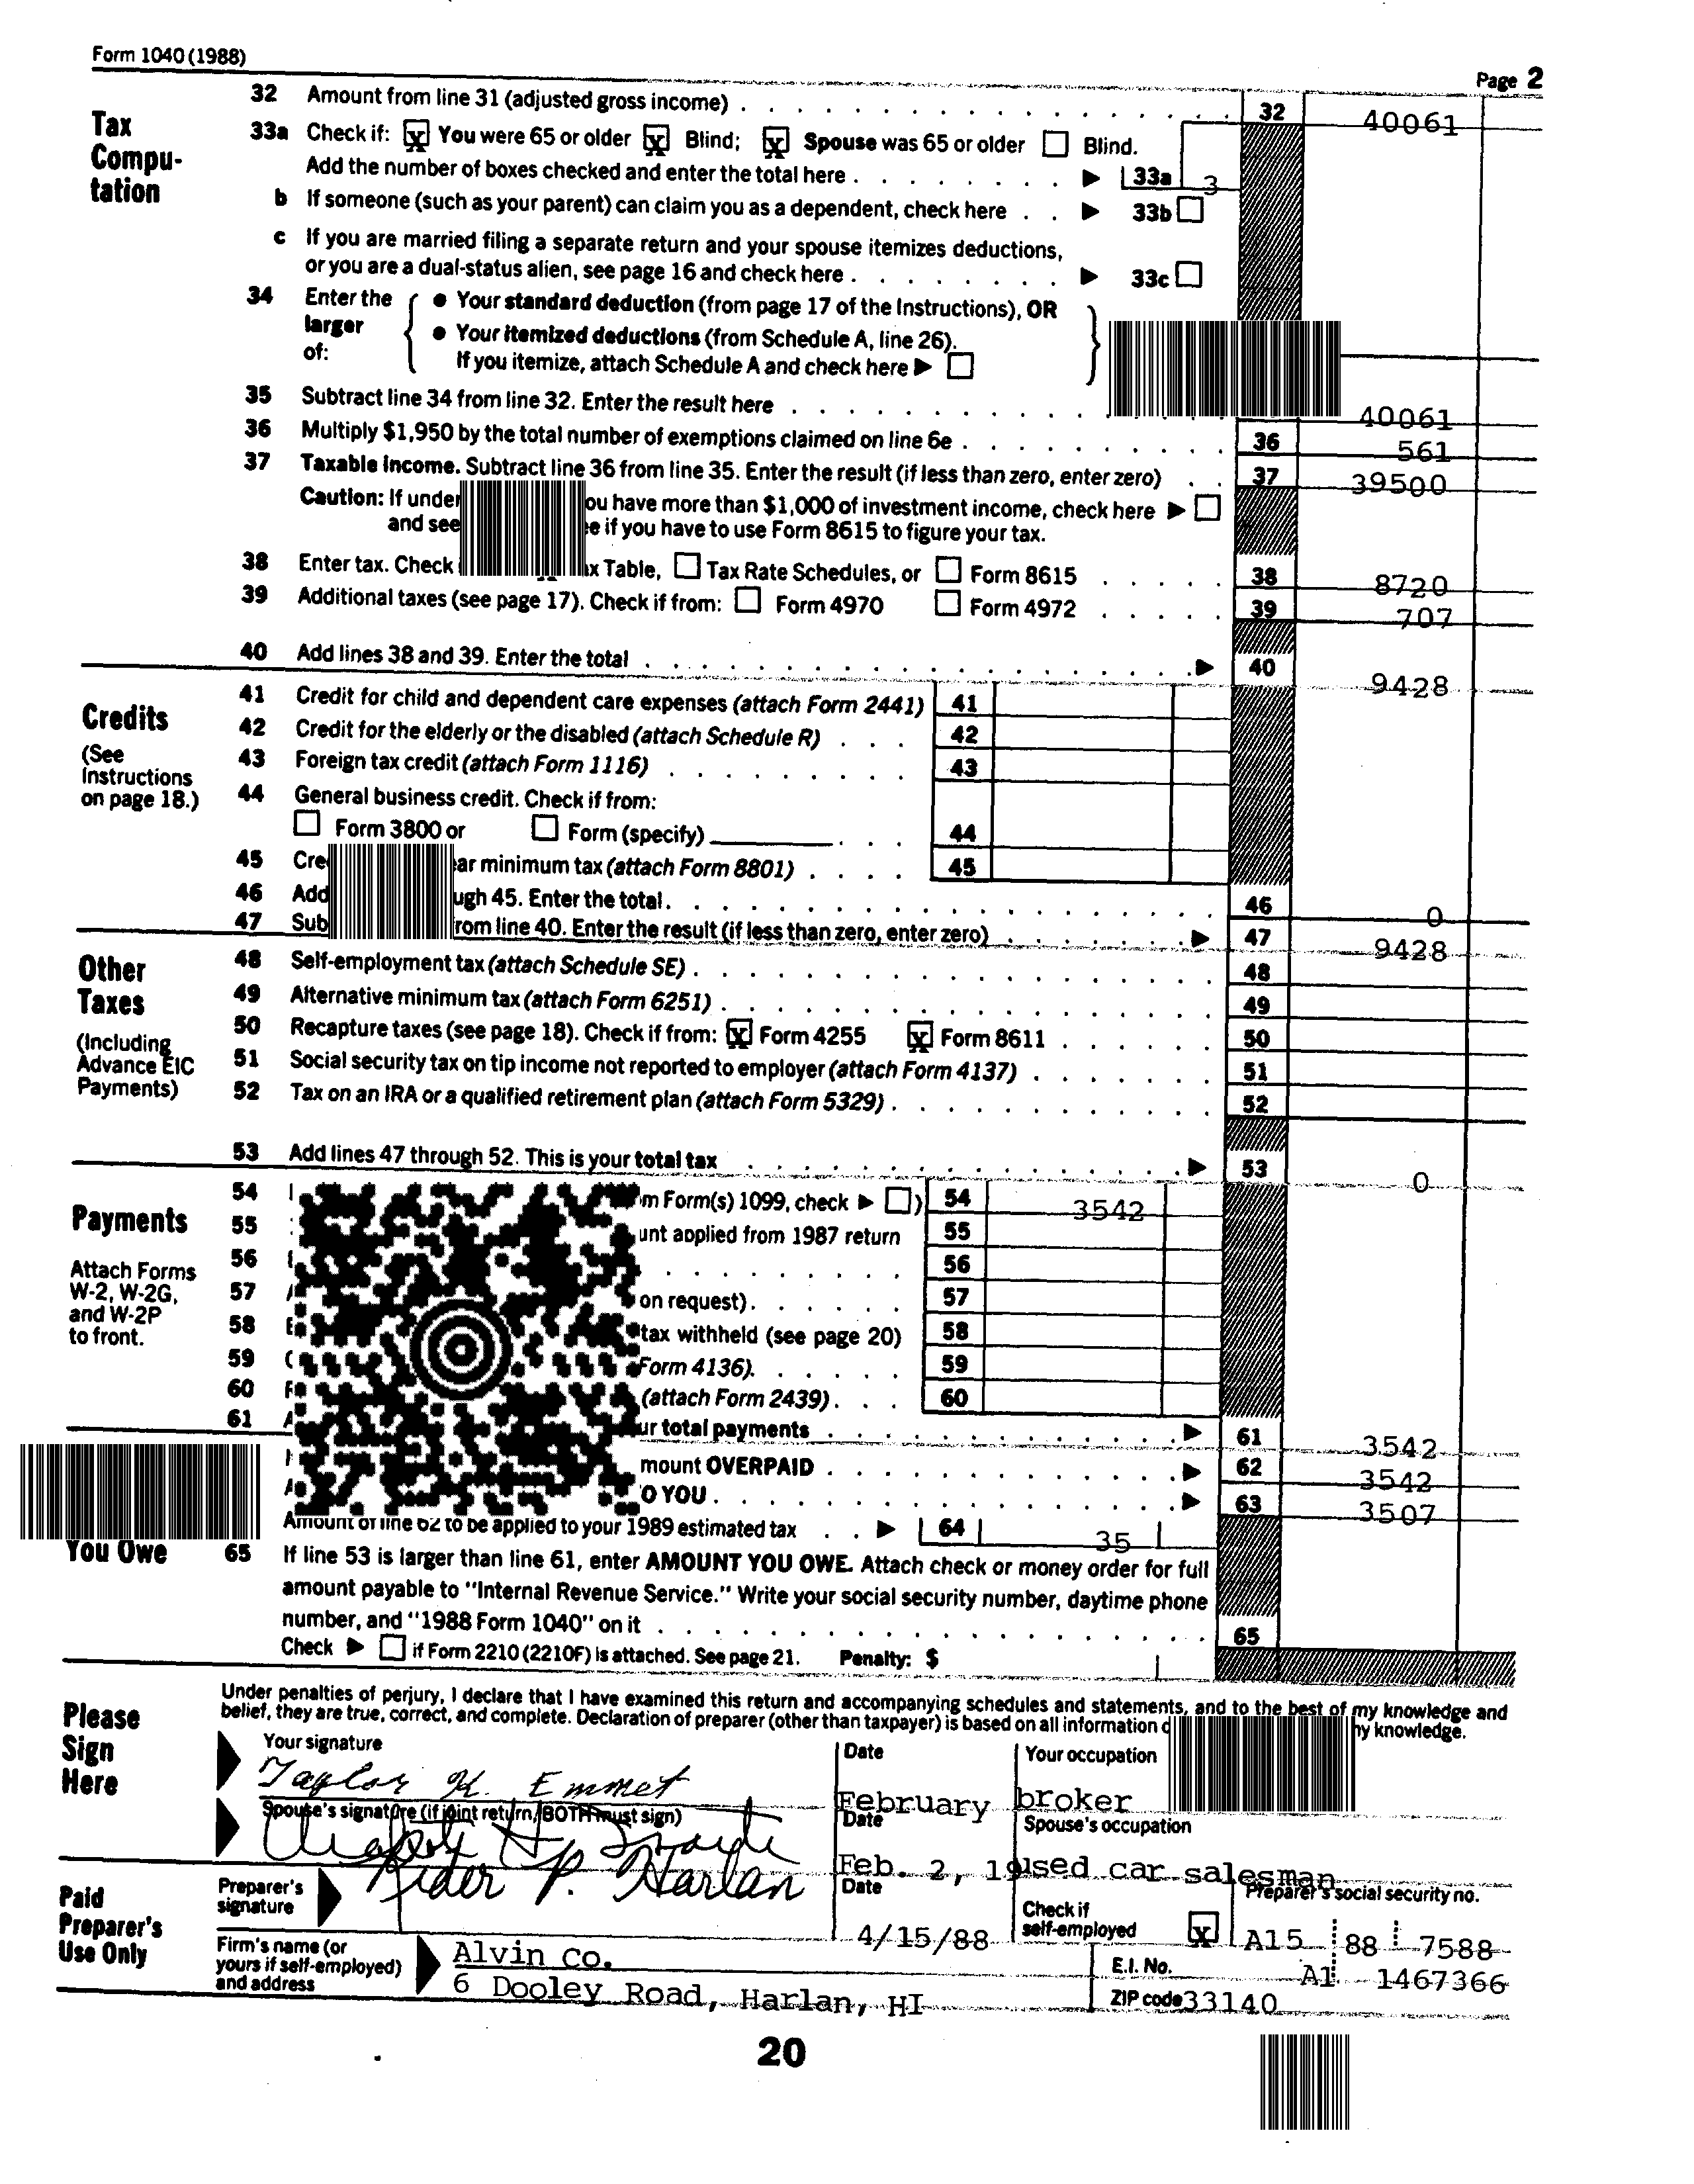 Form 1040 (1988)
Page 2
Tax Compu-tation
32 Amount from line 31 (adjusted gross income) 32 40061
33a Check if: X You were 65 or older X Blind; X Spouse was 65 or older Blind.
Add the number of boxes checked and enter the total here 33a 3
b If someone (such as your parent) can claim you as a dependent, check here 33b
c If you are married filing a separate return and your spouse itemizes deductions,
or you are a dual-status alien, see page 16 and check here 33c
34 Enter the larger of:
• Your standard deduction (from page 17 of the Instructions), OR
• Your itemized deductions (from Schedule A, line 26).
If you itemize, attach Schedule A and check here
35 Subtract line 34 from line 32. Enter the result here 40061
36 Multiply $1,950 by the total number of exemptions claimed on line 6e 36 561
37 Taxable income. Subtract line 36 from line 35. Enter the result (if less than zero, enter zero) 37 39500
Caution: If under ou have more than $1,000 of investment income, check here
and see e if you have to use Form 8615 to figure your tax.
38 Enter tax. Check x Table, Tax Rate Schedules, or Form 8615 38 8720
39 Additional taxes (see page 17). Check if from: Form 4970 Form 4972 39 707
40 Add lines 38 and 39. Enter the total 40 9428
Credits
(See Instructions on page 18.)
41 Credit for child and dependent care expenses (attach Form 2441) 41
42 Credit for the elderly or the disabled (attach Schedule R) 42
43 Foreign tax credit (attach Form 1116) 43
44 General business credit. Check if from:
Form 3800 or Form (specify) 44
45 Cre ar minimum tax (attach Form 8801) 45
46 Add ugh 45. Enter the total 46 0
47 Sub rom line 40. Enter the result (if less than zero, enter zero) 47 9428
Other Taxes
(Including Advance EIC Payments)
48 Self-employment tax (attach Schedule SE) 48
49 Alternative minimum tax (attach Form 6251) 49
50 Recapture taxes (see page 18). Check if from: X Form 4255 X Form 8611 50
51 Social security tax on tip income not reported to employer (attach Form 4137) 51
52 Tax on an IRA or a qualified retirement plan (attach Form 5329) 52
53 Add lines 47 through 52. This is your total tax 53 0
Payments
Attach Forms W-2, W-2G, and W-2P to front.
54 m Form(s) 1099, check ) 54 3542
55 unt applied from 1987 return 55
56 56
57 on request) 57
58 tax withheld (see page 20) 58
59 Form 4136) 59
60 (attach Form 2439) 60
61 ur total payments 61 3542
mount OVERPAID 62 3542
O YOU 63 3507
Amount of line 62 to be applied to your 1989 estimated tax 64 35
You Owe
65 If line 53 is larger than line 61, enter AMOUNT YOU OWE. Attach check or money order for full
amount payable to "Internal Revenue Service." Write your social security number, daytime phone
number, and "1988 Form 1040" on it 65
Check if Form 2210 (2210F) is attached. See page 21. Penalty: $
Please Sign Here
Under penalties of perjury, I declare that I have examined this return and accompanying schedules and statements, and to the best of my knowledge and
belief, they are true, correct, and complete. Declaration of preparer (other than taxpayer) is based on all information my knowledge.
Your signature Date Your occupation
Taylor K. Emmet February broker
Spouse's signature (if joint return, BOTH must sign) Date Spouse's occupation
Feb. 2, 19 used car salesman
Paid Preparer's Use Only
Preparer's signature Rider P. Harlan Date 4/15/88 Check if self-employed X Preparer's social security no. A15 88 7588
Firm's name (or yours if self-employed) and address
Alvin Co. E.I. No. A1 1467366
6 Dooley Road, Harlan, HI ZIP code 33140
20